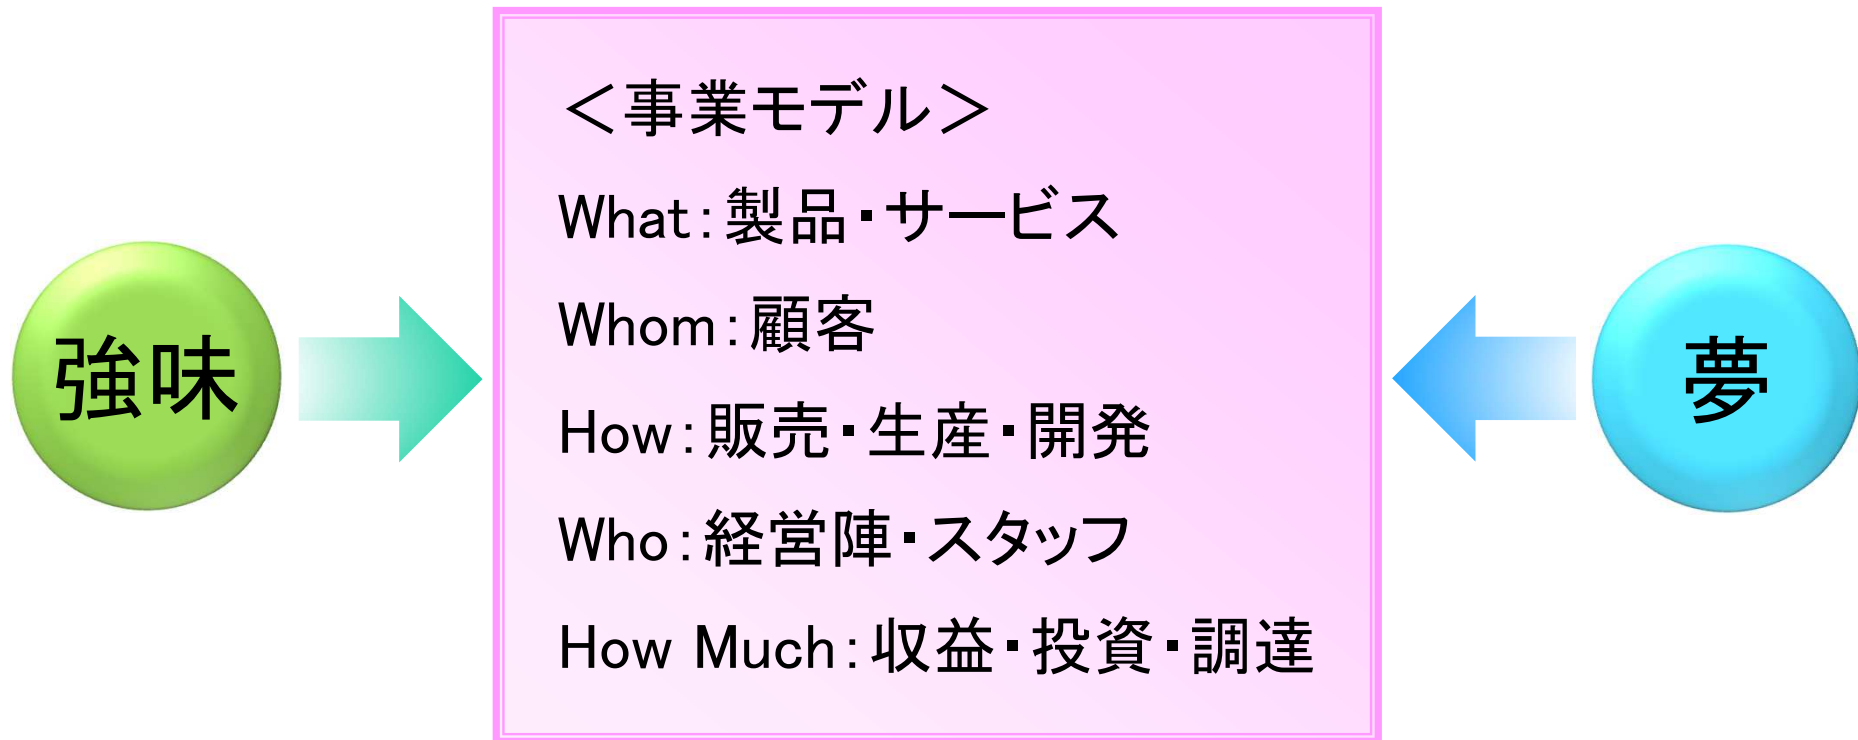 強味
＜事業モデル＞
What：製品・サービス
Whom：顧客
How：販売・生産・開発
Who：経営陣・スタッフ
How Much：収益・投資・調達
夢